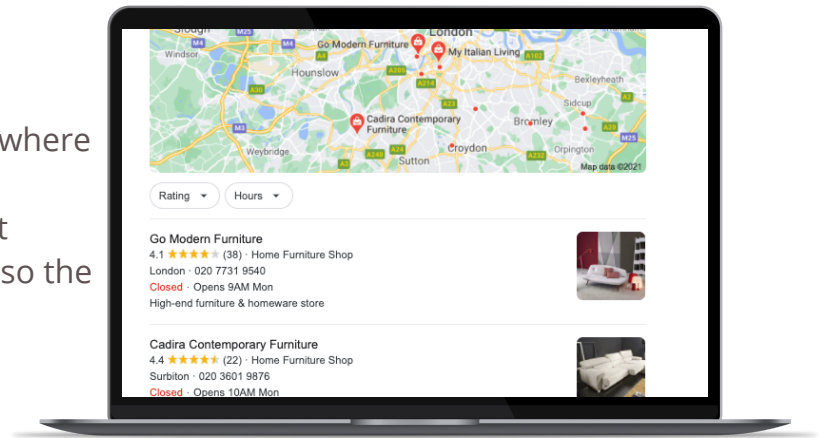 where
t
so the
Slough
M25
M4
M4
Go Modern Furniture
London
My Italian Living
A102
Windsor
A4
Hounslow
A205
A214
Bexleyheath
A30
A2
A23
Sidcup
Cadira Contemporary
Furniture
Bromley
M3
A20
M25
Weybridge
Croydon
Orpington
A3
A240
A24
Sutton
A232
Map data ©2021
Rating
Hours
Go Modern Furniture
4.1 (38) · Home Furniture Shop
London · 020 7731 9540
Closed · Opens 9AM Mon
High-end furniture & homeware store
Cadira Contemporary Furniture
4.4 (22) · Home Furniture Shop
Surbiton · 020 3601 9876
Closed · Opens 10AM Mon